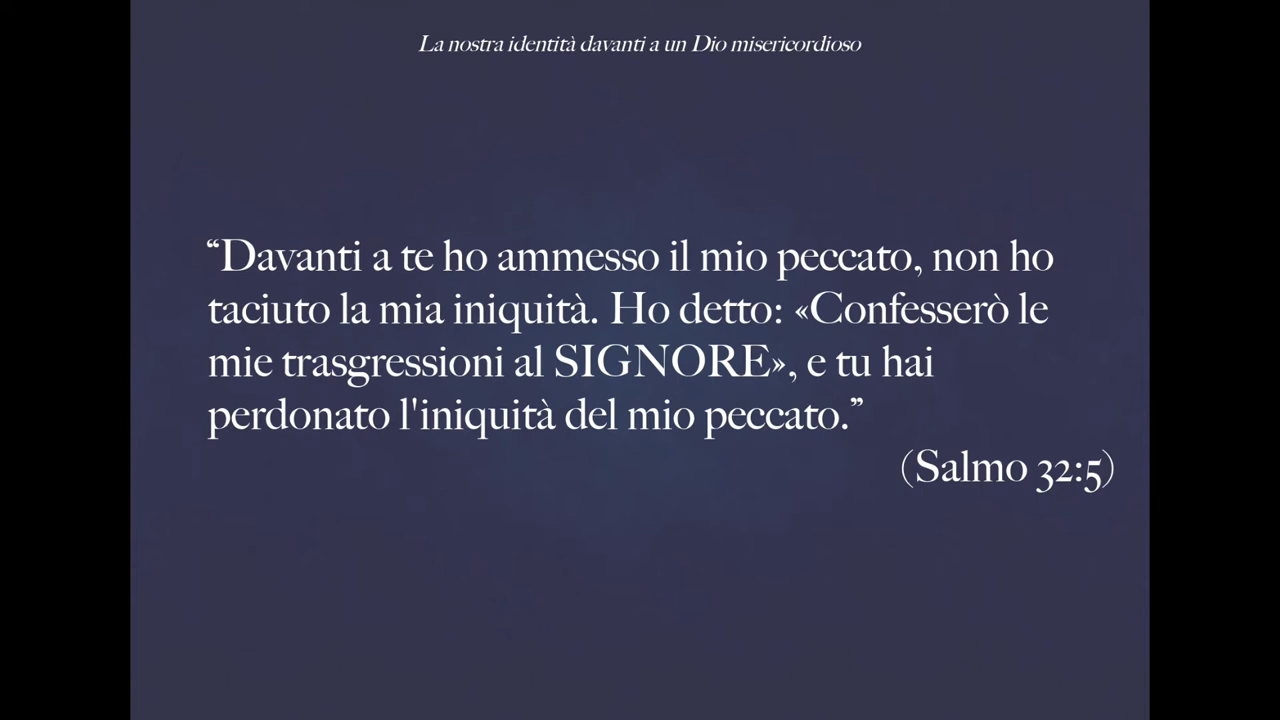 La nostra identità davanti a un Dio misericordioso
“Davanti a te ho ammesso il mio peccato, non ho
taciuto la mia iniquità. Ho detto: «Confesserò le
mie trasgressioni al SIGNORE», e tu hai
perdonato l'iniquità del mio peccato.”
(Salmo 32:5)